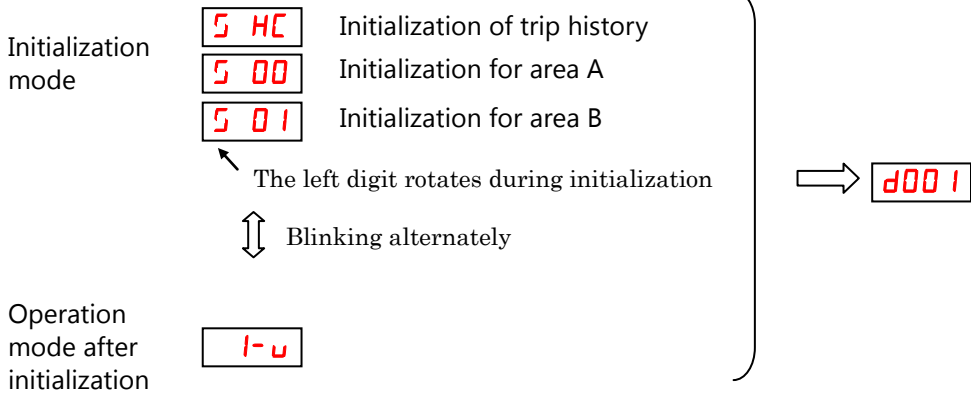 Initialization
mode
5 HC Initialization of trip history
5 00 Initialization for area A
5 01 Initialization for area B
The left digit rotates during initialization
Blinking alternately
d001
Operation
mode after
initialization
1-u